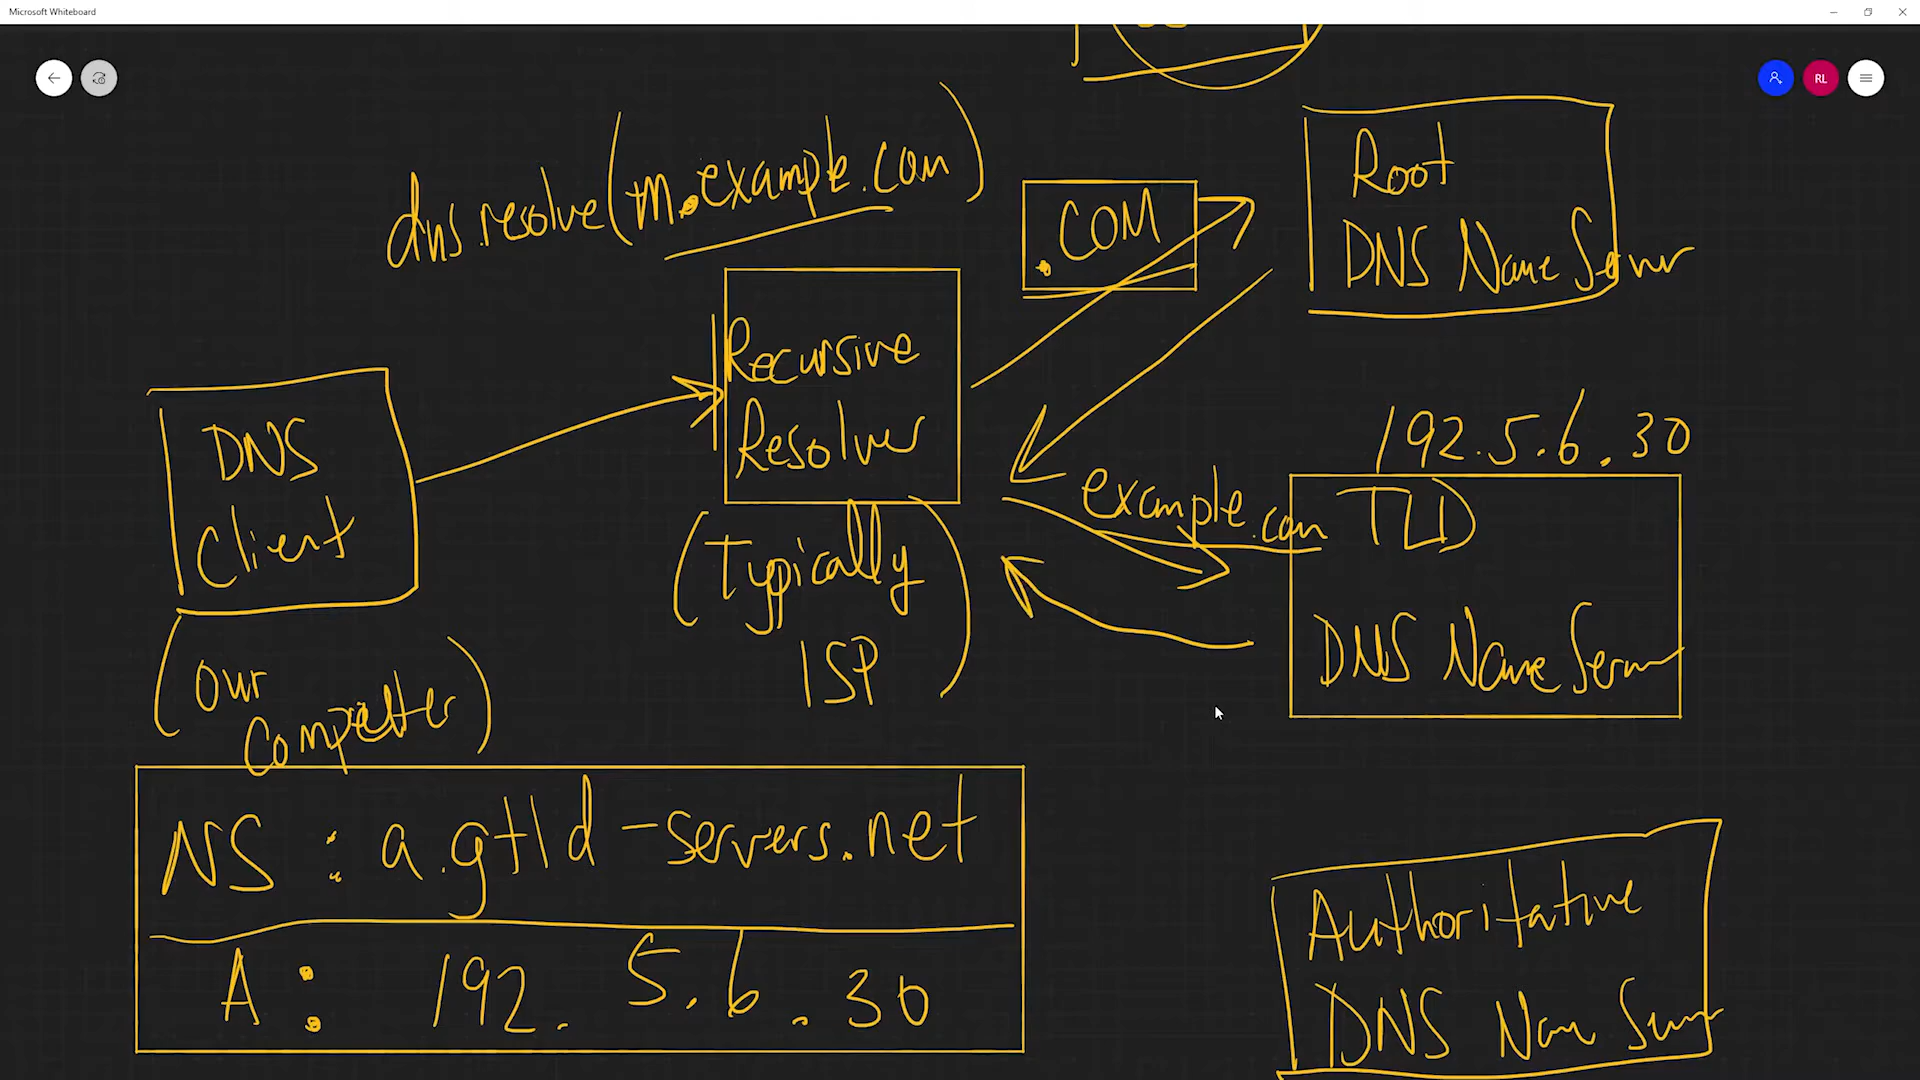 Microsoft Whiteboard
RL
dns.resolve(m.example.com)
.COM
Root
DNS Name Server
DNS
Client
(our
Computer)
Recursive
Resolver
(Typically
ISP)
example.com
192.5.6.30
TLD
DNS Name Server
NS : a.gtld-servers.net
A : 192.5.6.30
Authoritative
DNS Name Server